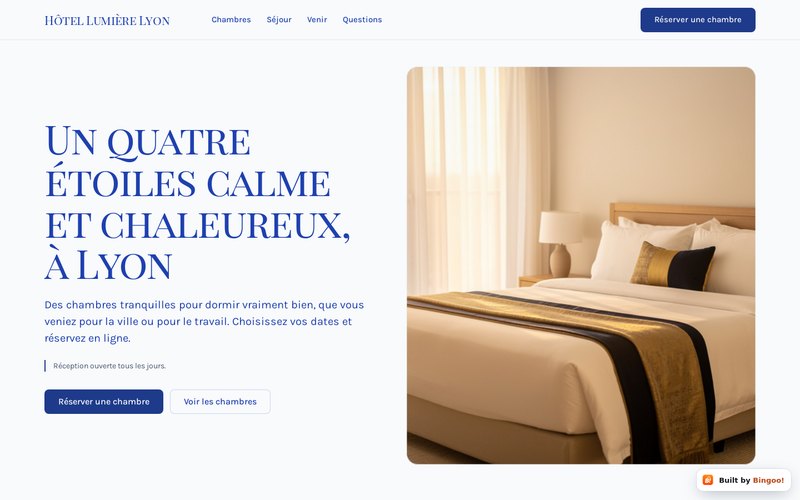 Hôtel Lumière Lyon
Chambres
Séjour
Venir
Questions
Réserver une chambre
Un quatre
étoiles calme
et chaleureux,
à Lyon
Des chambres tranquilles pour dormir vraiment bien, que vous
veniez pour la ville ou pour le travail. Choisissez vos dates et
réservez en ligne.
Réception ouverte tous les jours.
Réserver une chambre
Voir les chambres
Built by Bingoo!